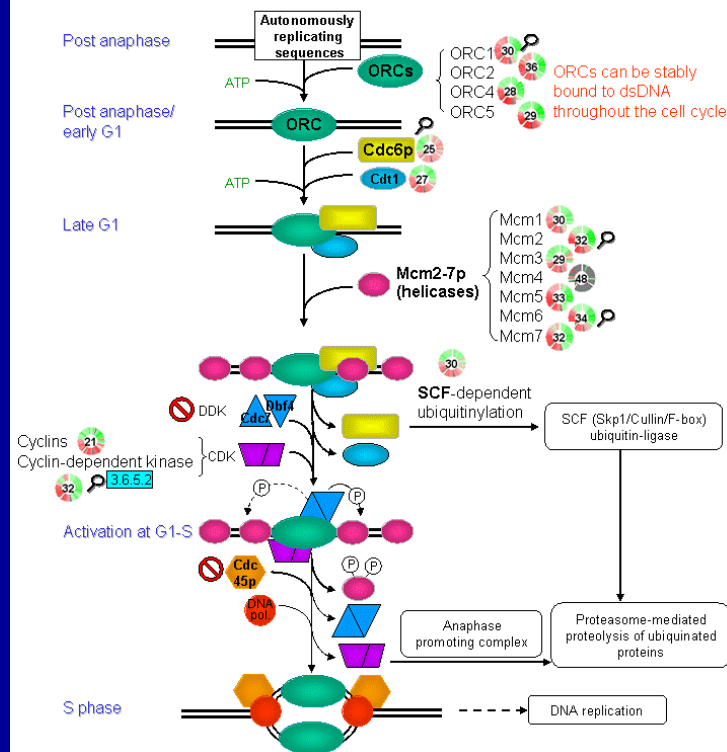 Post anaphase
Autonomously
replicating
sequences
ATP
ORCs
ORC1 30
ORC2 36
ORC4 28
ORC5 29
ORCs can be stably
bound to dsDNA
throughout the cell cycle
Post anaphase/
early G1
ORC
Cdc6p 25
ATP
Cdt1 27
Late G1
Mcm2-7p
(helicases)
Mcm1 30
Mcm2 32
Mcm3 29
Mcm4 48
Mcm5 33
Mcm6 34
Mcm7 32
30
SCF-dependent
ubiquitinylation
SCF (Skp1/Cullin/F-box)
ubiquitin-ligase
DDK
Cdc7
Dbf4
Cyclins 21
Cyclin-dependent kinase
32
3.6.5.2
CDK
P
P
Activation at G1-S
Cdc
45p
P
P
DNA
pol.
Anaphase
promoting complex
Proteasome-mediated
proteolysis of ubiquinated
proteins
S phase
DNA replication